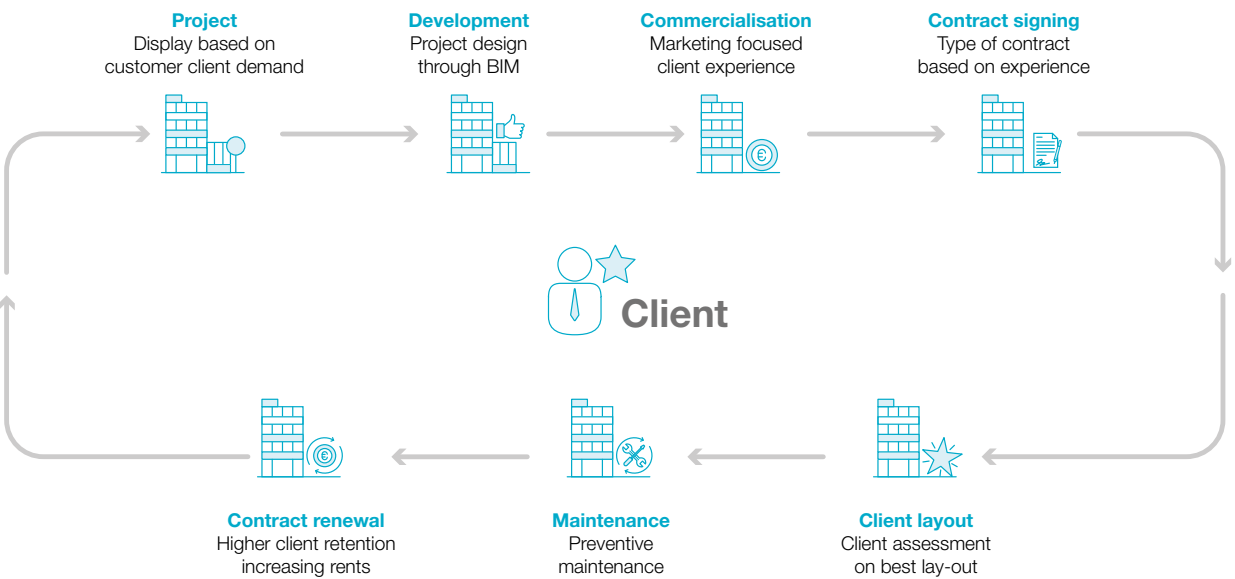 Project
Display based on
customer client demand
Development
Project design
through BIM
Commercialisation
Marketing focused
client experience
Contract signing
Type of contract
based on experience
€
Client
€
Contract renewal
Higher client retention
increasing rents
Maintenance
Preventive
maintenance
Client layout
Client assessment
on best lay-out